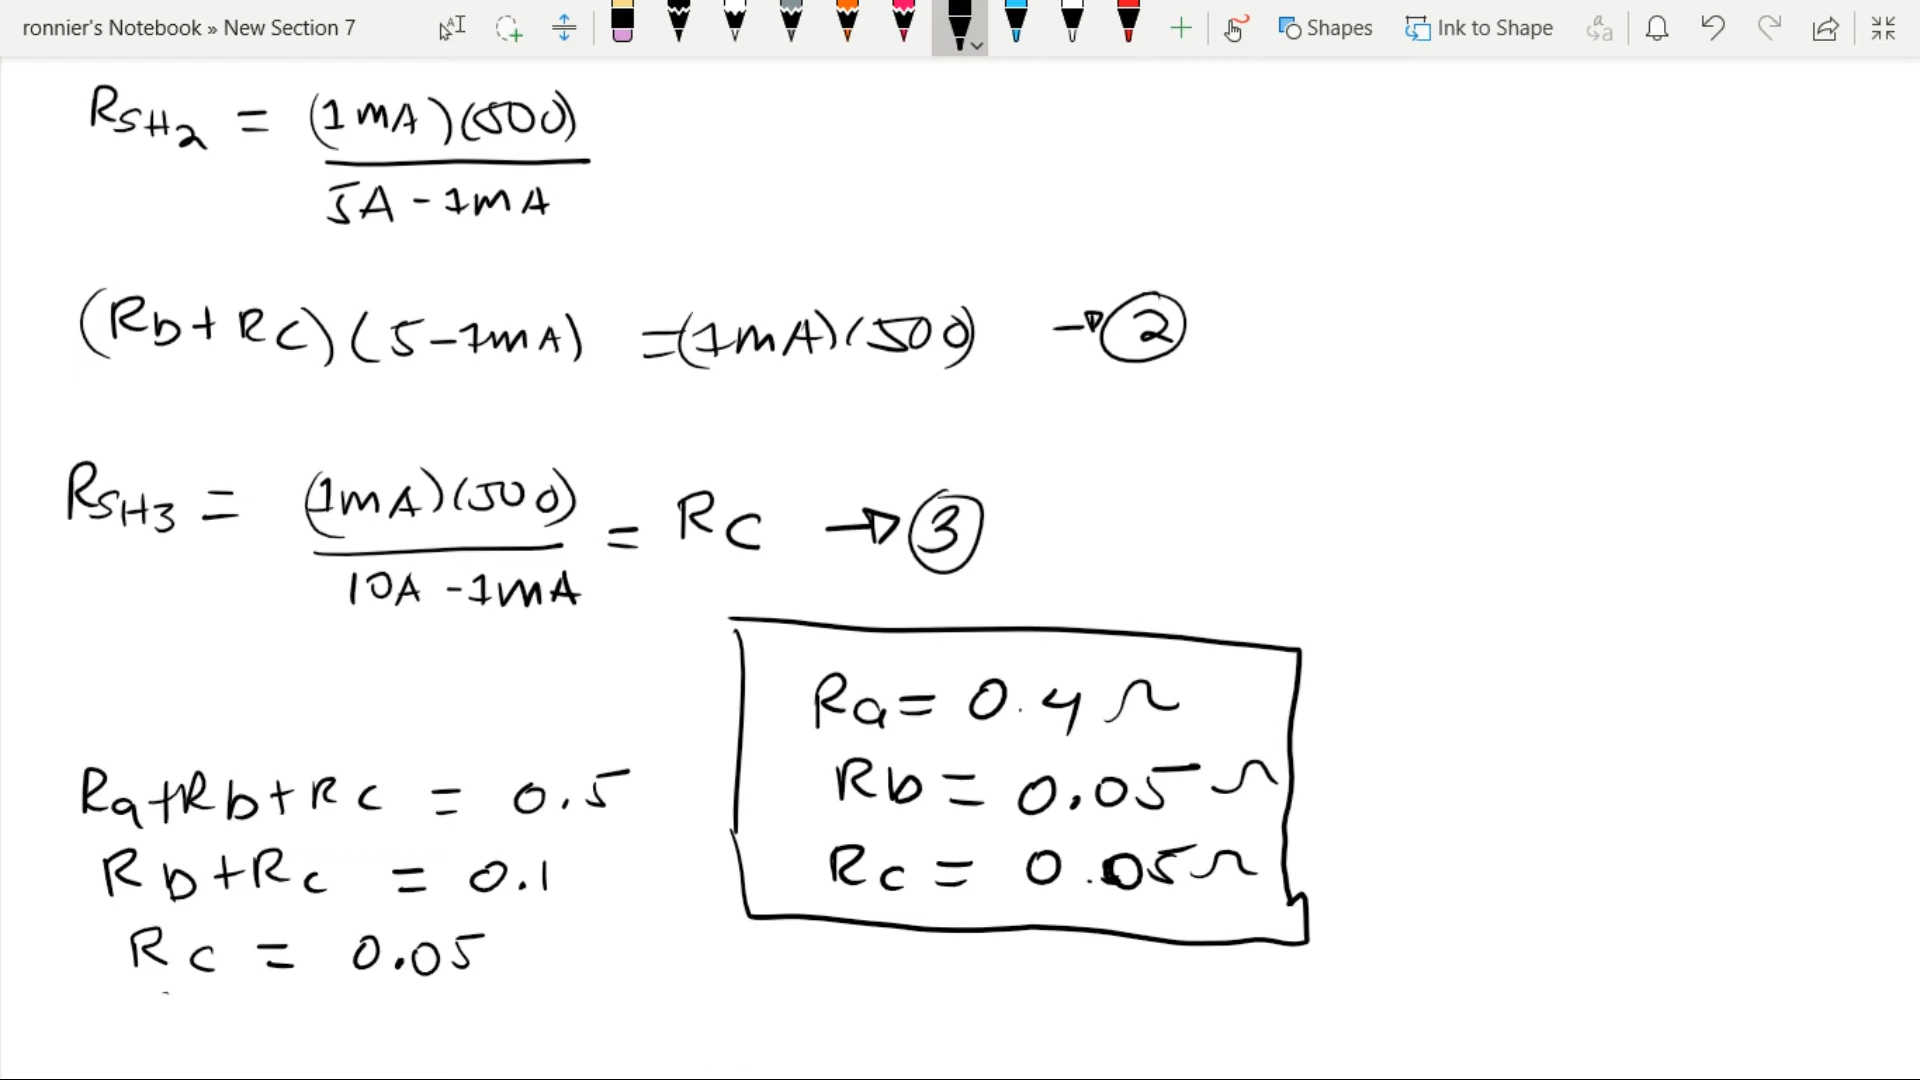 ronnier's Notebook » New Section 7
Shapes
Ink to Shape
RSH2 = (1mA)(500)
5A - 1mA
(Rb + RC)(5-1mA) =(1mA)(500) → 2
RSH3 = (1mA)(500) = RC → 3
10A - 1mA
Ra = 0.4 Ω
Rb = 0.05 Ω
Rc = 0.05 Ω
Ra+Rb+Rc = 0.5
Rb+Rc = 0.1
Rc = 0.05